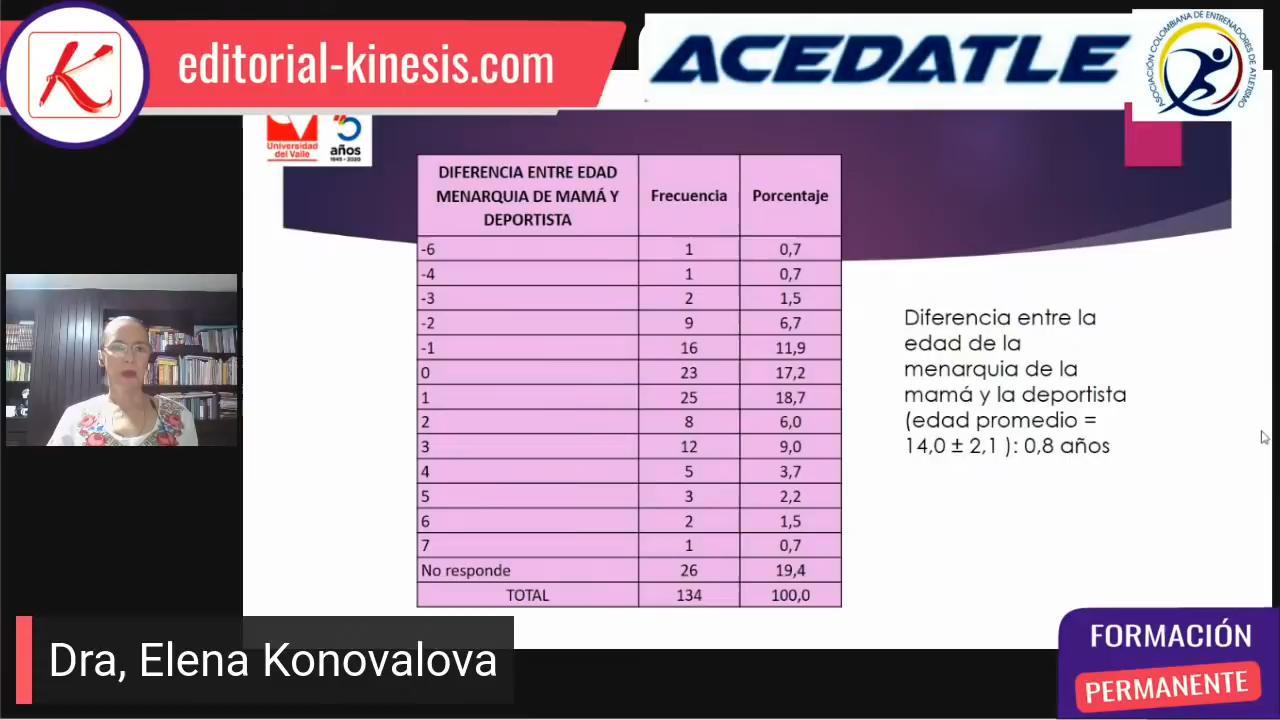 K
editorial-kinesis.com
ACEDATLE
ASOCIACIÓN COLOMBIANA DE ENTRENADORES DE ATLETISMO
Universidad
del Valle
años
1945-2020
DIFERENCIA ENTRE EDAD
MENARQUIA DE MAMÁ Y
DEPORTISTA
Frecuencia
Porcentaje
-6 1 0,7
-4 1 0,7
-3 2 1,5
-2 9 6,7
-1 16 11,9
0 23 17,2
1 25 18,7
2 8 6,0
3 12 9,0
4 5 3,7
5 3 2,2
6 2 1,5
7 1 0,7
No responde 26 19,4
TOTAL 134 100,0
Diferencia entre la
edad de la
menarquia de la
mamá y la deportista
(edad promedio =
14,0 ± 2,1 ): 0,8 años
Dra, Elena Konovalova
FORMACIÓN
PERMANENTE